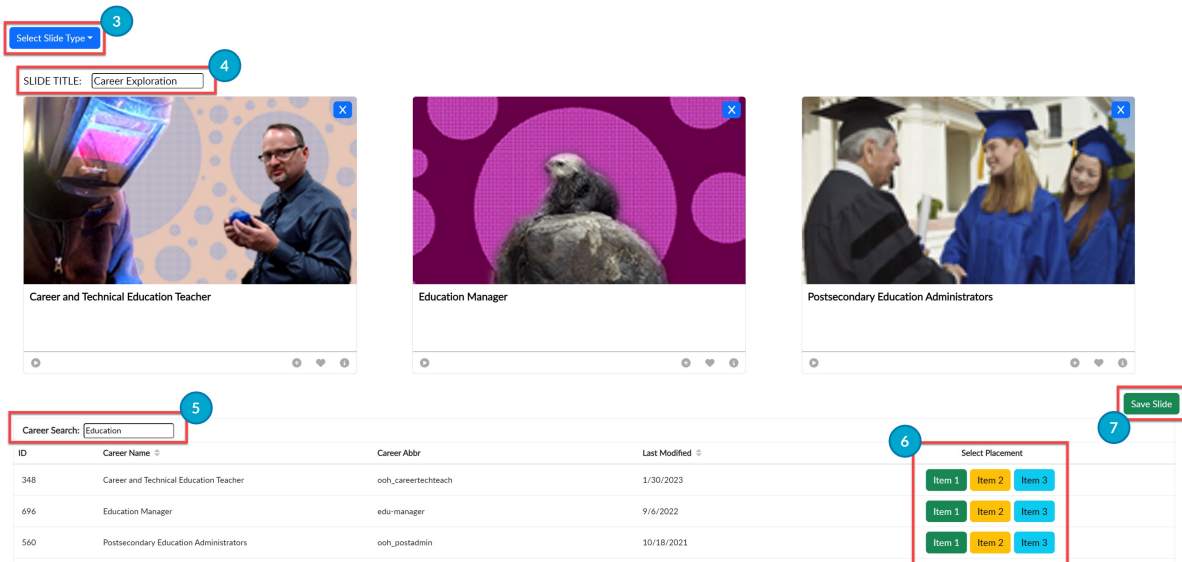 3
Select Slide Type
4
SLIDE TITLE: Career Exploration
X X X
Career and Technical Education Teacher Education Manager Postsecondary Education Administrators
Save Slide
5
7
Career Search: Education
6
ID Career Name Career Abbr Last Modified Select Placement
348 Career and Technical Education Teacher ooh_careertechteach 1/30/2023 Item 1 Item 2 Item 3
696 Education Manager edu-manager 9/6/2022 Item 1 Item 2 Item 3
560 Postsecondary Education Administrators ooh_postadmin 10/18/2021 Item 1 Item 2 Item 3